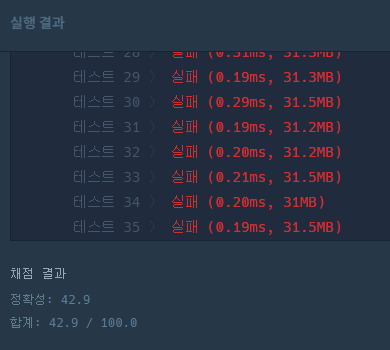 실행 결과
테스트 28 〉 실패 (0.31ms, 31.3MB)
테스트 29 〉 실패 (0.19ms, 31.3MB)
테스트 30 〉 실패 (0.29ms, 31.5MB)
테스트 31 〉 실패 (0.19ms, 31.2MB)
테스트 32 〉 실패 (0.20ms, 31.2MB)
테스트 33 〉 실패 (0.21ms, 31.5MB)
테스트 34 〉 실패 (0.20ms, 31MB)
테스트 35 〉 실패 (0.19ms, 31.5MB)
채점 결과
정확성: 42.9
합계: 42.9 / 100.0